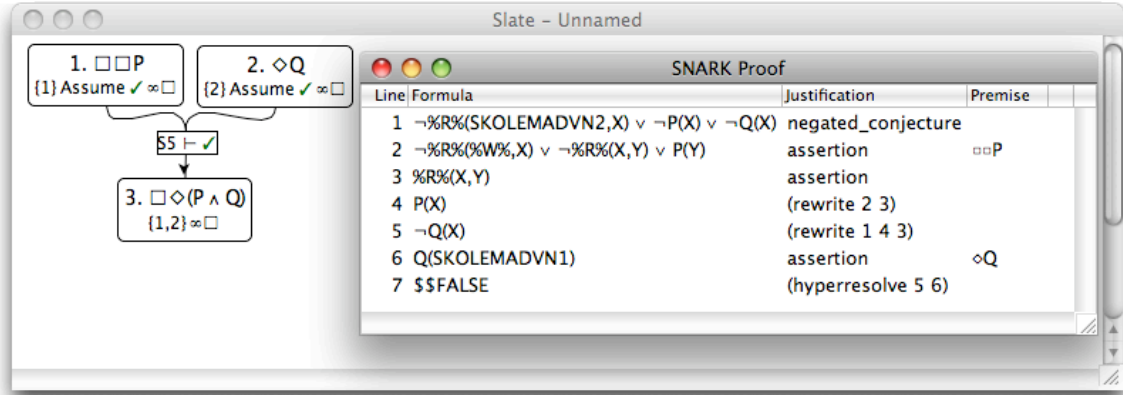 Slate – Unnamed
1. □□P
{1} Assume ✓ ∞□
2. ◇Q
{2} Assume ✓ ∞□
S5 ⊢ ✓
3. □◇(P ∧ Q)
{1,2} ∞□
SNARK Proof
Line Formula Justification Premise
1 ¬%R%(SKOLEMADVN2,X) ∨ ¬P(X) ∨ ¬Q(X) negated_conjecture
2 ¬%R%(%W%,X) ∨ ¬%R%(X,Y) ∨ P(Y) assertion □□P
3 %R%(X,Y) assertion
4 P(X) (rewrite 2 3)
5 ¬Q(X) (rewrite 1 4 3)
6 Q(SKOLEMADVN1) assertion ◇Q
7 $$FALSE (hyperresolve 5 6)